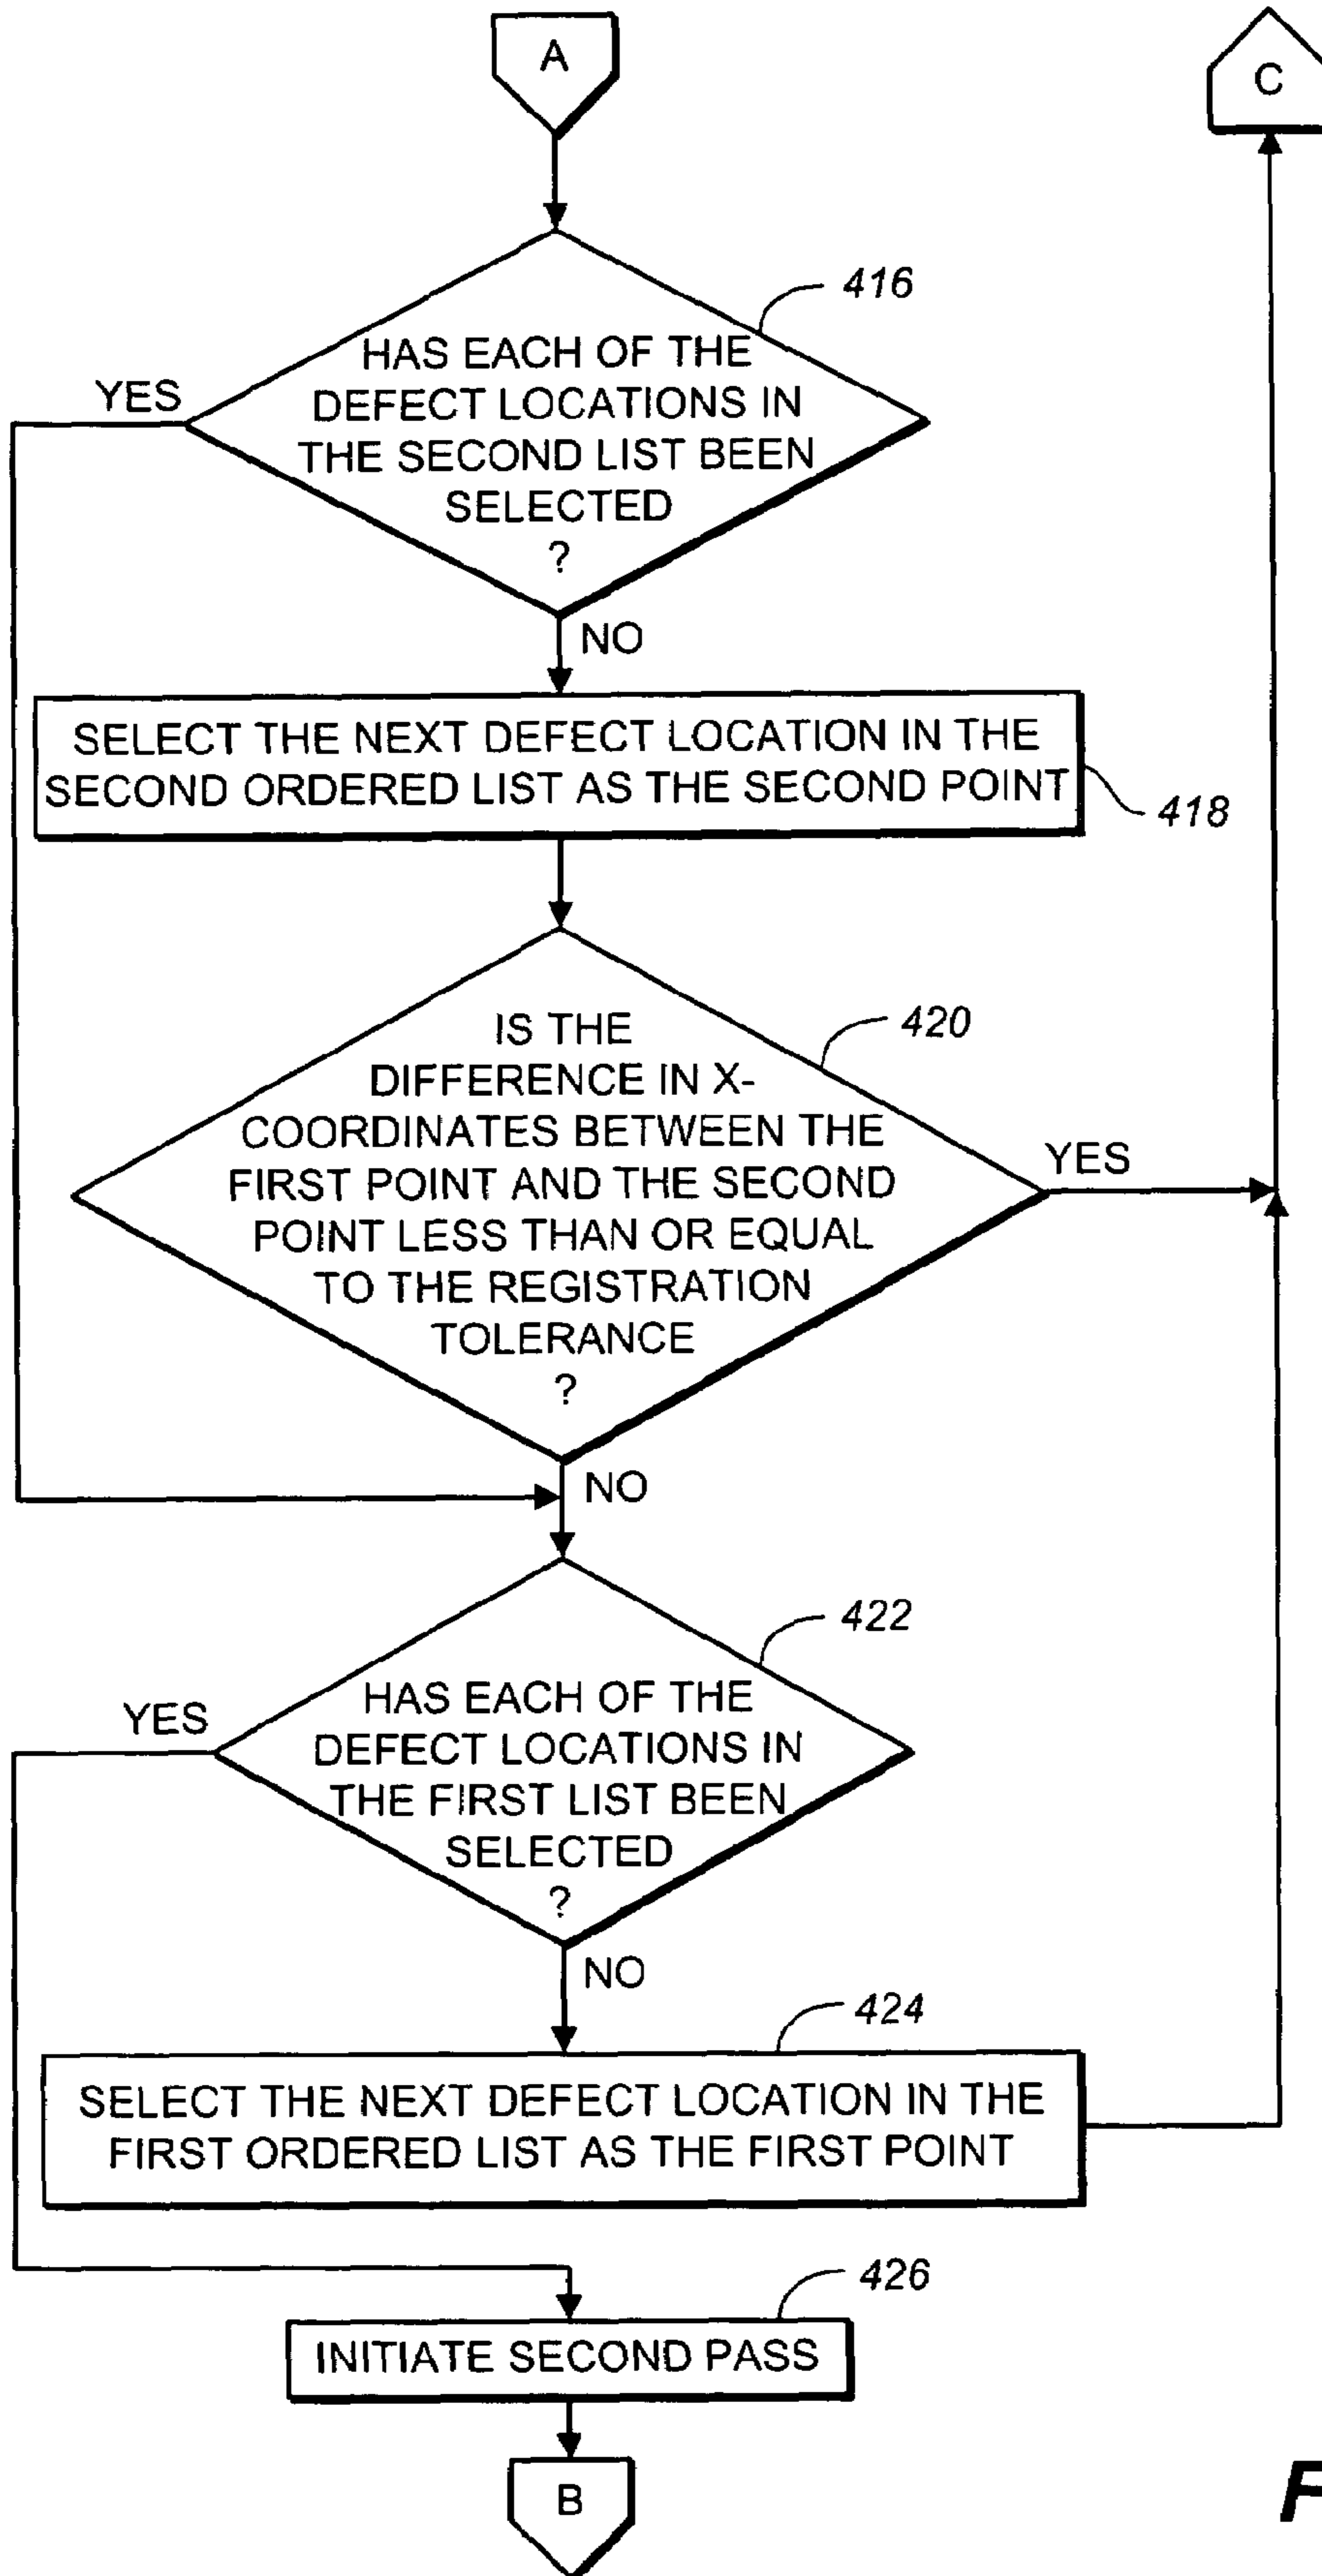 A
C
416
HAS EACH OF THE
DEFECT LOCATIONS IN
THE SECOND LIST BEEN
SELECTED
?
YES
NO
SELECT THE NEXT DEFECT LOCATION IN THE
SECOND ORDERED LIST AS THE SECOND POINT
418
420
IS THE
DIFFERENCE IN X-
COORDINATES BETWEEN THE
FIRST POINT AND THE SECOND
POINT LESS THAN OR EQUAL
TO THE REGISTRATION
TOLERANCE
?
YES
NO
422
HAS EACH OF THE
DEFECT LOCATIONS IN
THE FIRST LIST BEEN
SELECTED
?
YES
NO
424
SELECT THE NEXT DEFECT LOCATION IN THE
FIRST ORDERED LIST AS THE FIRST POINT
426
INITIATE SECOND PASS
B